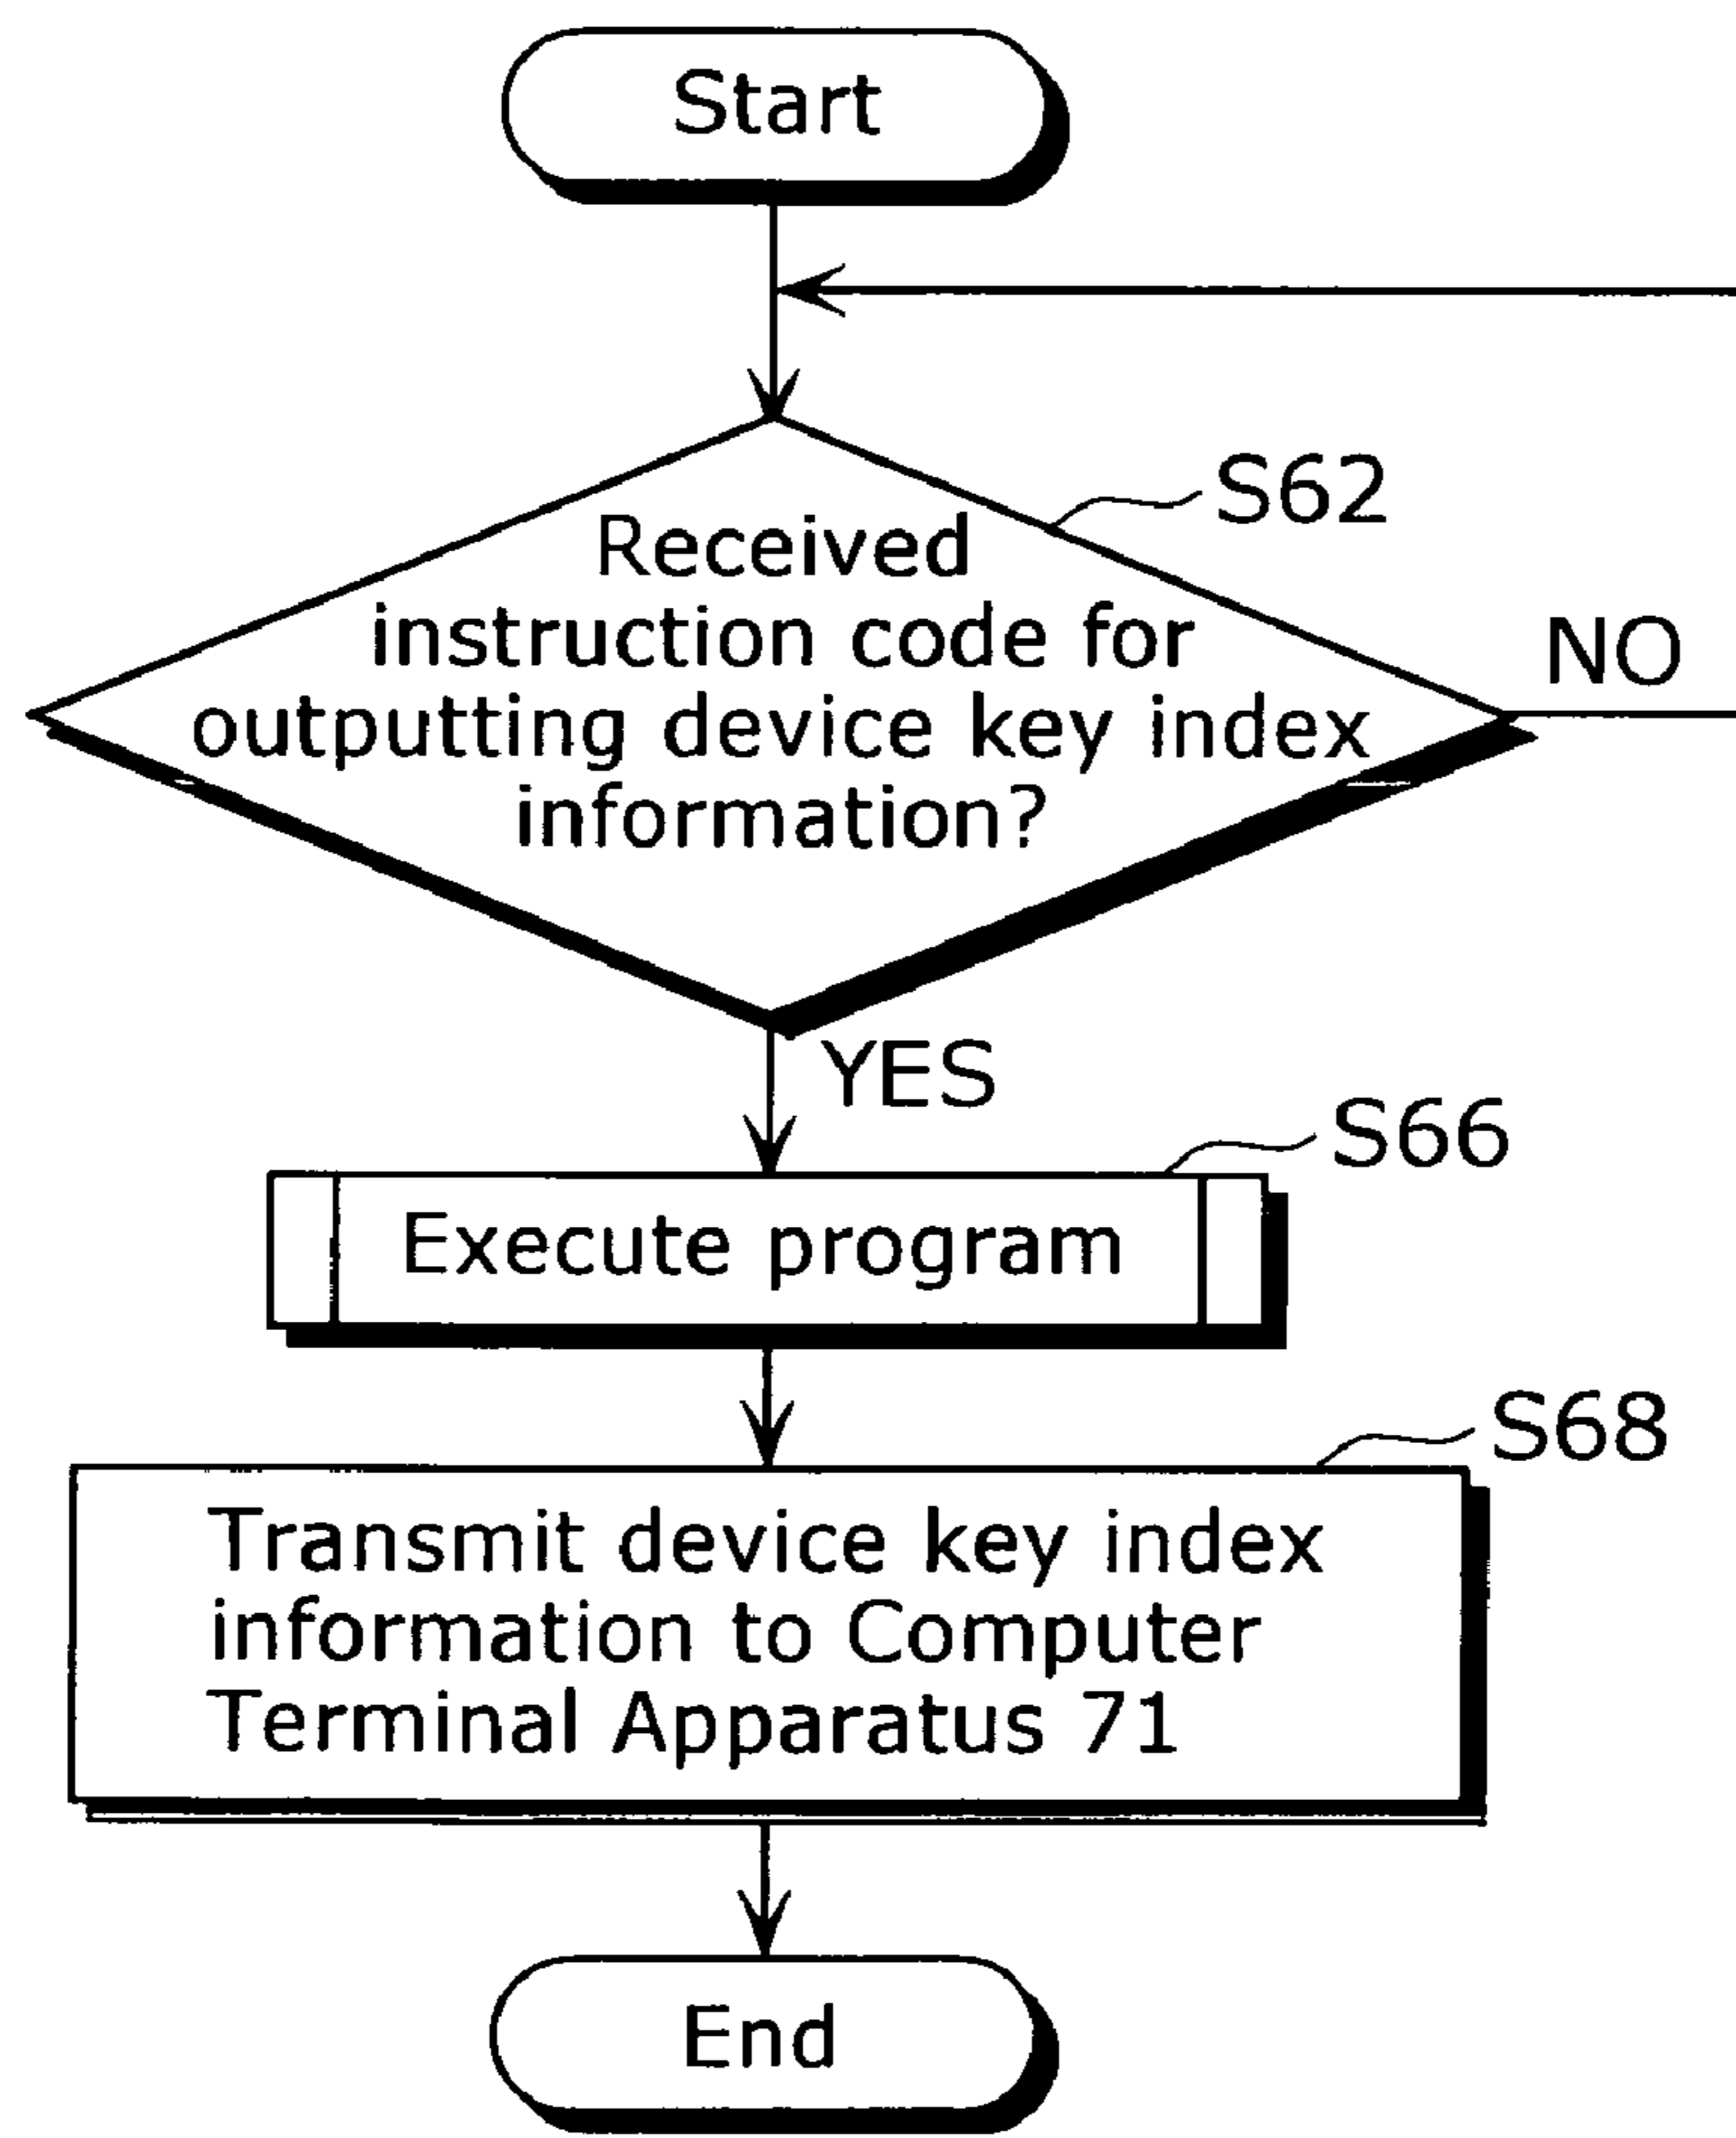 Start
S62
Received
instruction code for
outputting device key index
information?
NO
YES
S66
Execute program
S68
Transmit device key index
information to Computer
Terminal Apparatus 71
End